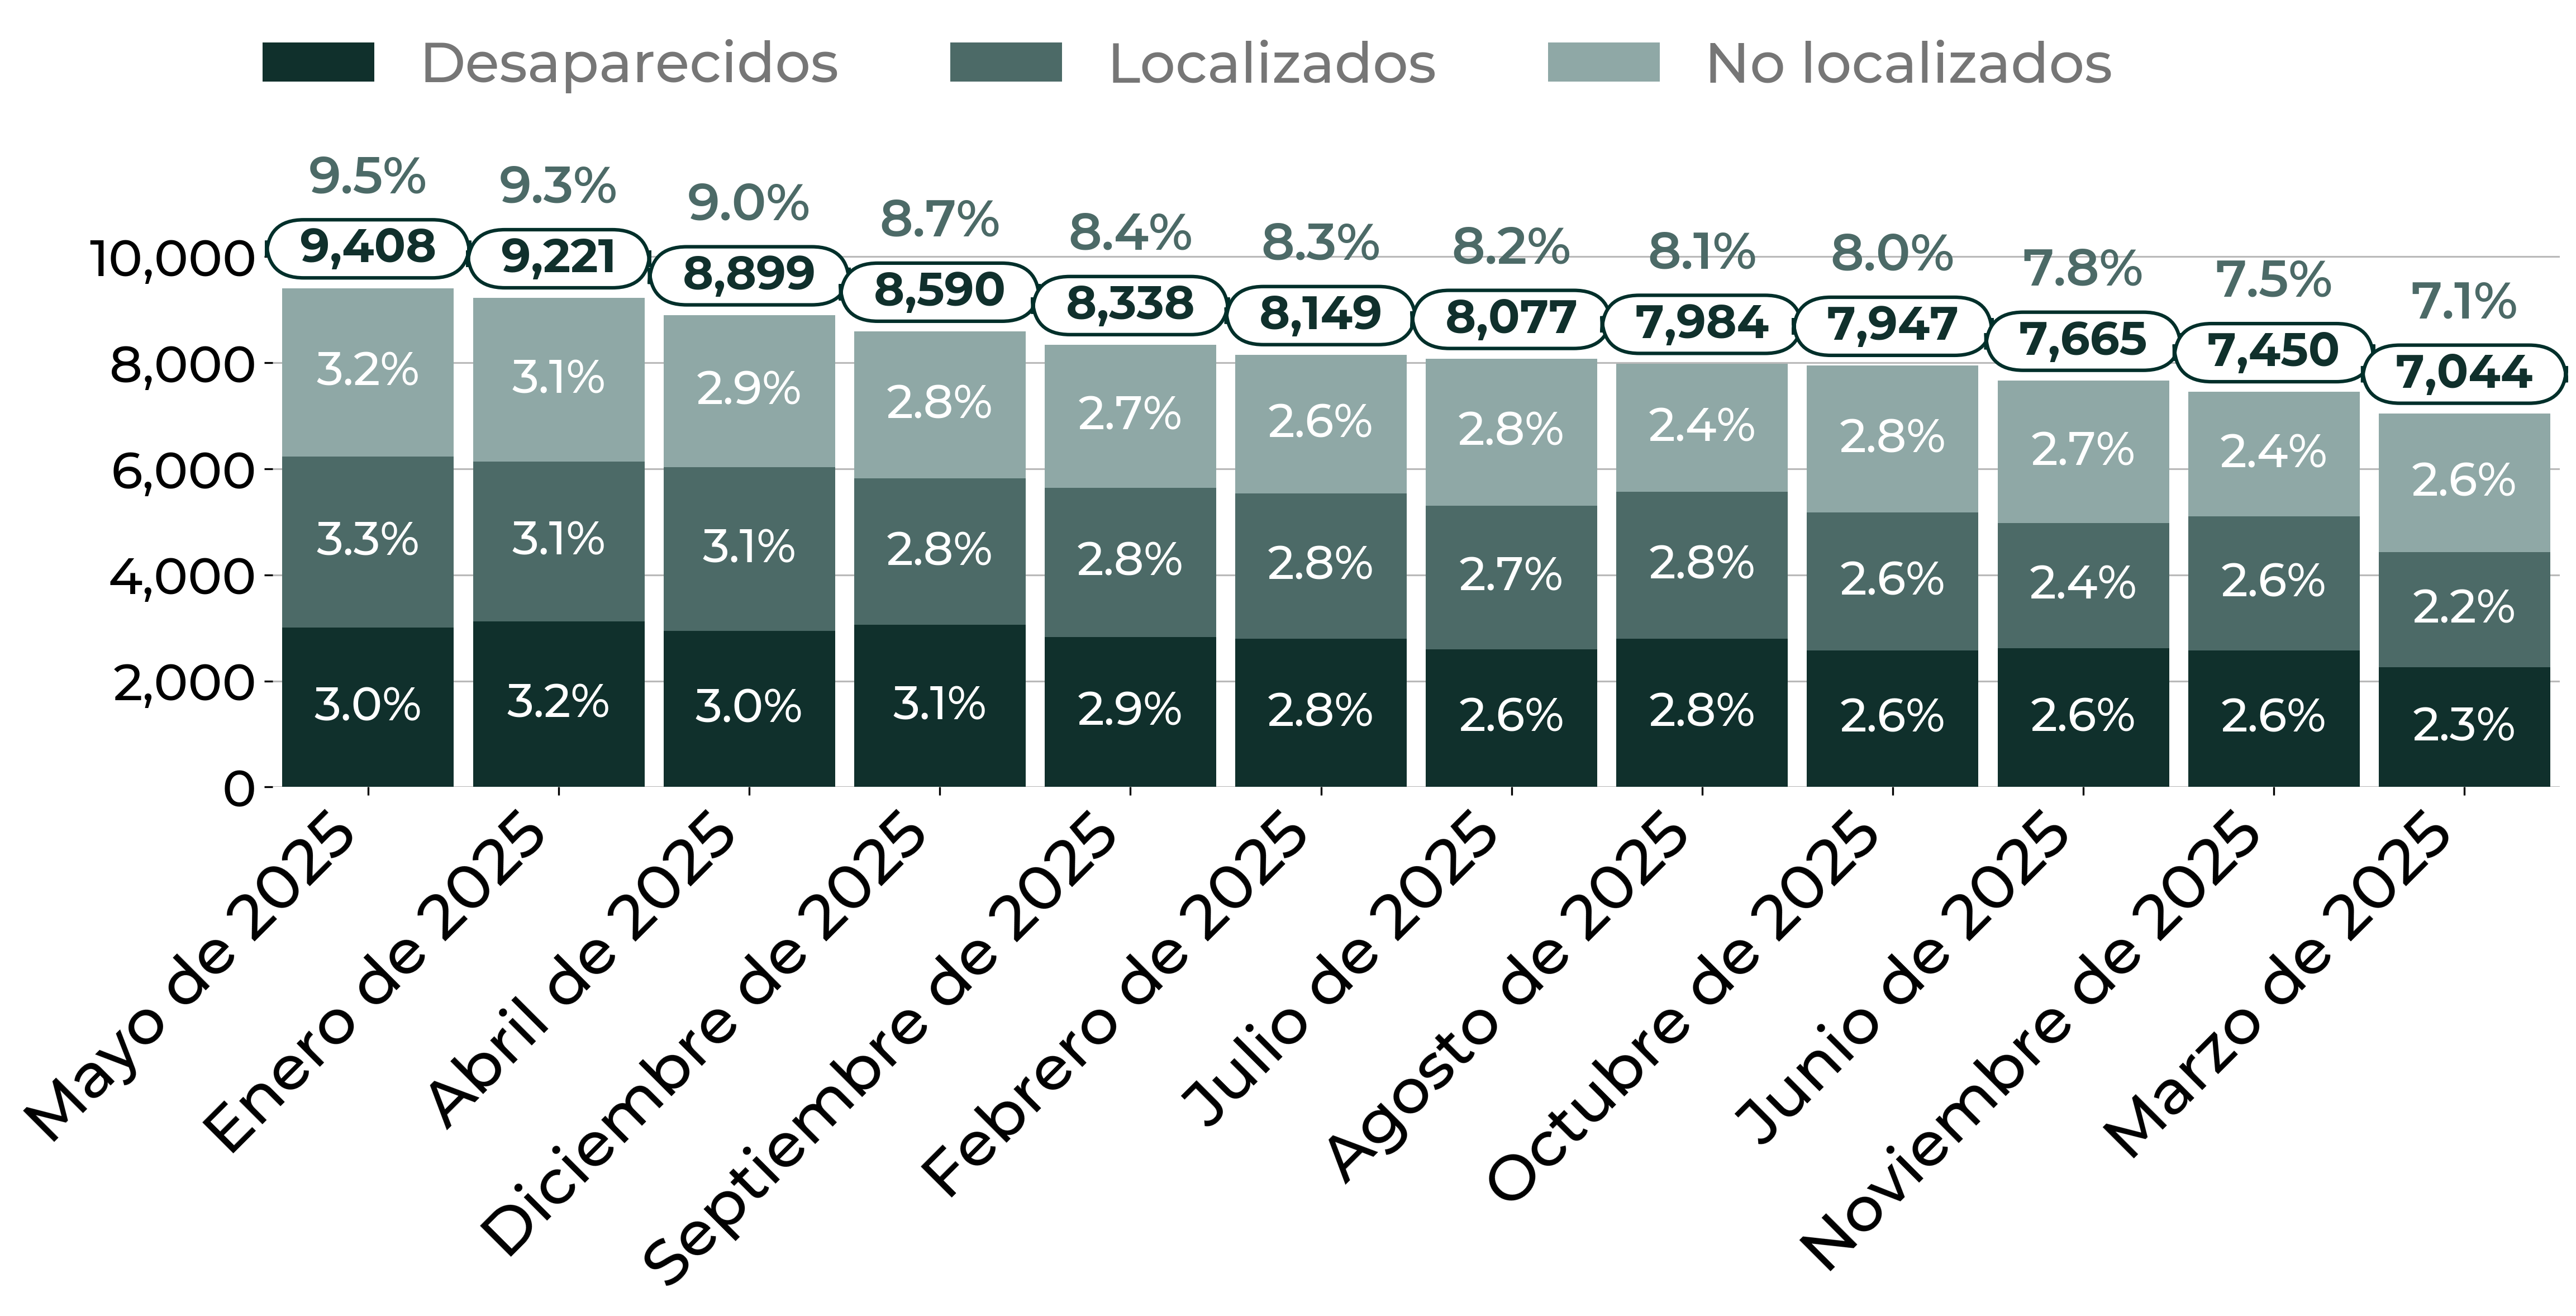 Desaparecidos Localizados No localizados
9.5% 9.3% 9.0% 8.7% 8.4% 8.3% 8.2% 8.1% 8.0% 7.8% 7.5% 7.1%
9,408 9,221 8,899 8,590 8,338 8,149 8,077 7,984 7,947 7,665 7,450 7,044
10,000
8,000
6,000
4,000
2,000
0
3.2% 3.1% 2.9% 2.8% 2.7% 2.6% 2.8% 2.4% 2.8% 2.7% 2.4% 2.6%
3.3% 3.1% 3.1% 2.8% 2.8% 2.8% 2.7% 2.8% 2.6% 2.4% 2.6% 2.2%
3.0% 3.2% 3.0% 3.1% 2.9% 2.8% 2.6% 2.8% 2.6% 2.6% 2.6% 2.3%
Mayo de 2025
Enero de 2025
Abril de 2025
Diciembre de 2025
Septiembre de 2025
Febrero de 2025
Julio de 2025
Agosto de 2025
Octubre de 2025
Junio de 2025
Noviembre de 2025
Marzo de 2025